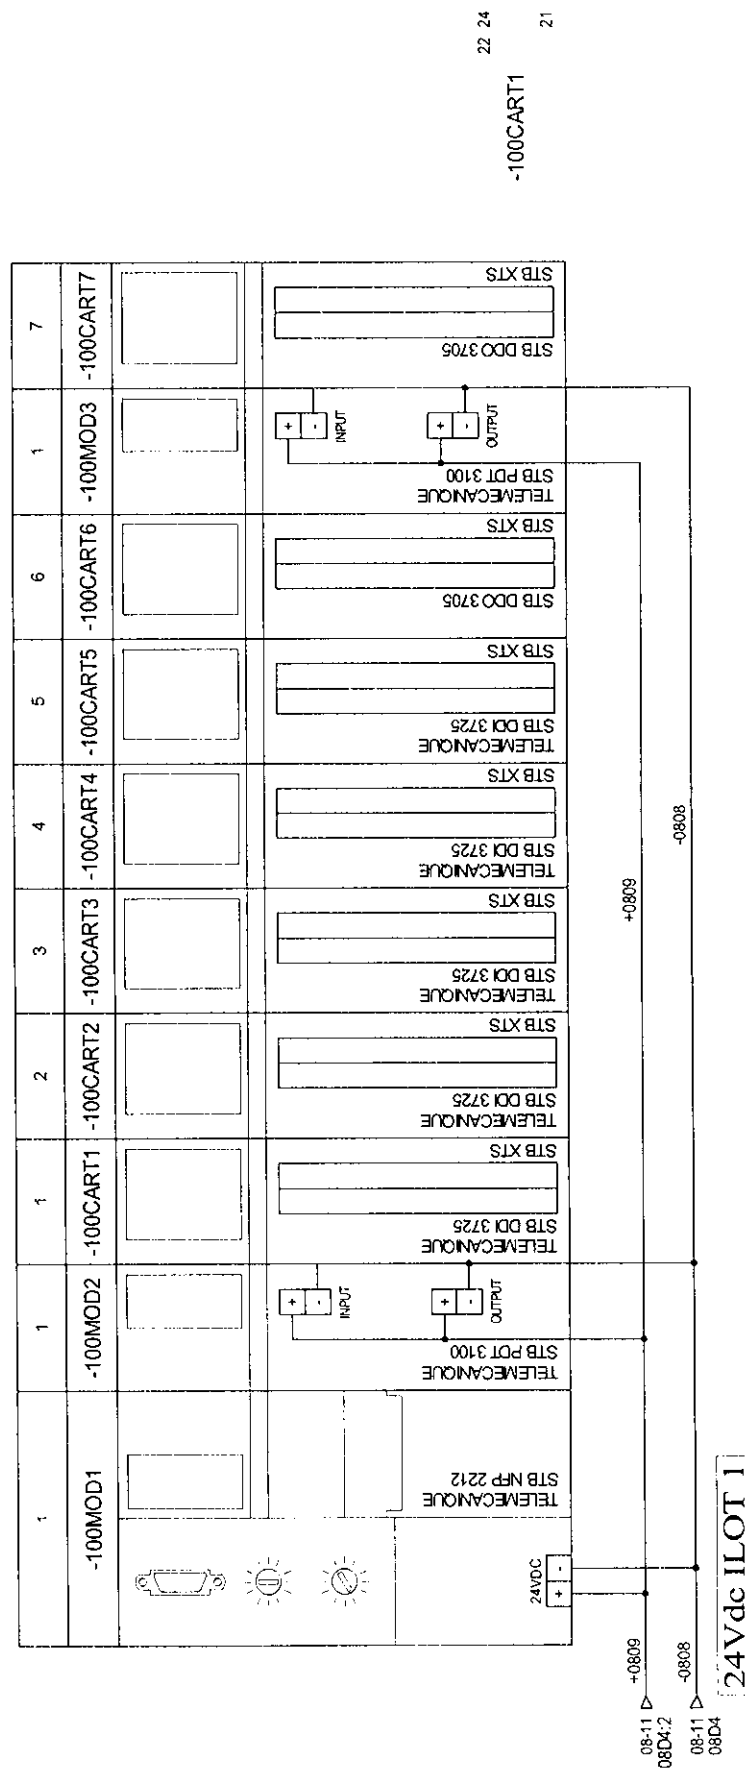 22 24 21
-100CART1
7
-100CART7
STB XTS
STB DDO 3705
1
-100MOD3
+
-
INPUT
+
-
OUTPUT
STB PDT 3100
TELEMECANIQUE
6
-100CART6
STB XTS
STB DDO 3705
5
-100CART5
STB XTS
STB DDI 3725
TELEMECANIQUE
4
-100CART4
STB XTS
STB DDI 3725
TELEMECANIQUE
3
-100CART3
STB XTS
STB DDI 3725
TELEMECANIQUE
2
-100CART2
STB XTS
STB DDI 3725
TELEMECANIQUE
1
-100CART1
STB XTS
STB DDI 3725
TELEMECANIQUE
1
-100MOD2
+
-
INPUT
+
-
OUTPUT
STB PDT 3100
TELEMECANIQUE
1
-100MOD1
STB NFP 2212
TELEMECANIQUE
24VDC
+
-
+0809
-0808
+0809
-0808
08-11
08D4:2
08-11
08D4
24Vdc ILOT 1